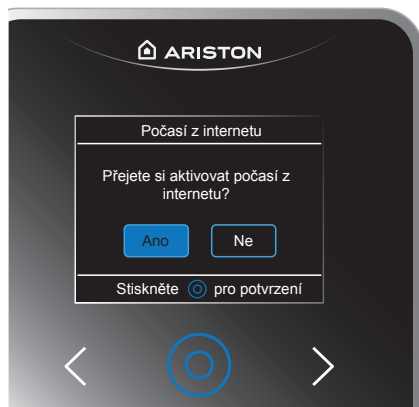 ARISTON
Počasí z internetu
Přejete si aktivovat počasí z
internetu?
Ano Ne
Stiskněte pro potvrzení